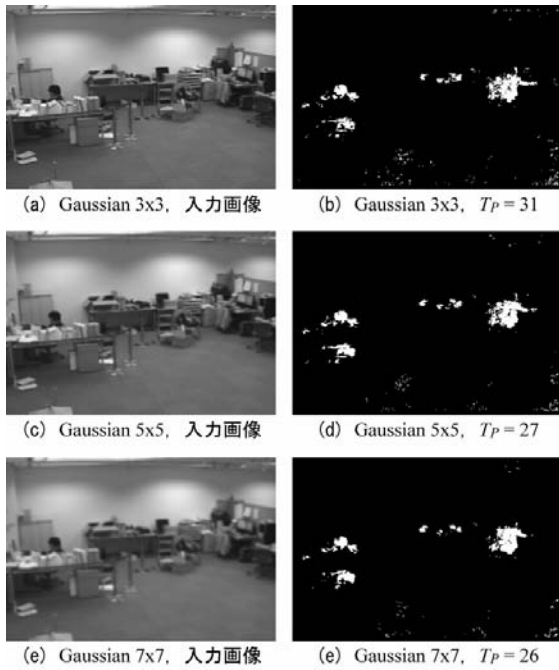 (a) Gaussian 3x3, 入力画像
(b) Gaussian 3x3, TP = 31
(c) Gaussian 5x5, 入力画像
(d) Gaussian 5x5, TP = 27
(e) Gaussian 7x7, 入力画像
(e) Gaussian 7x7, TP = 26